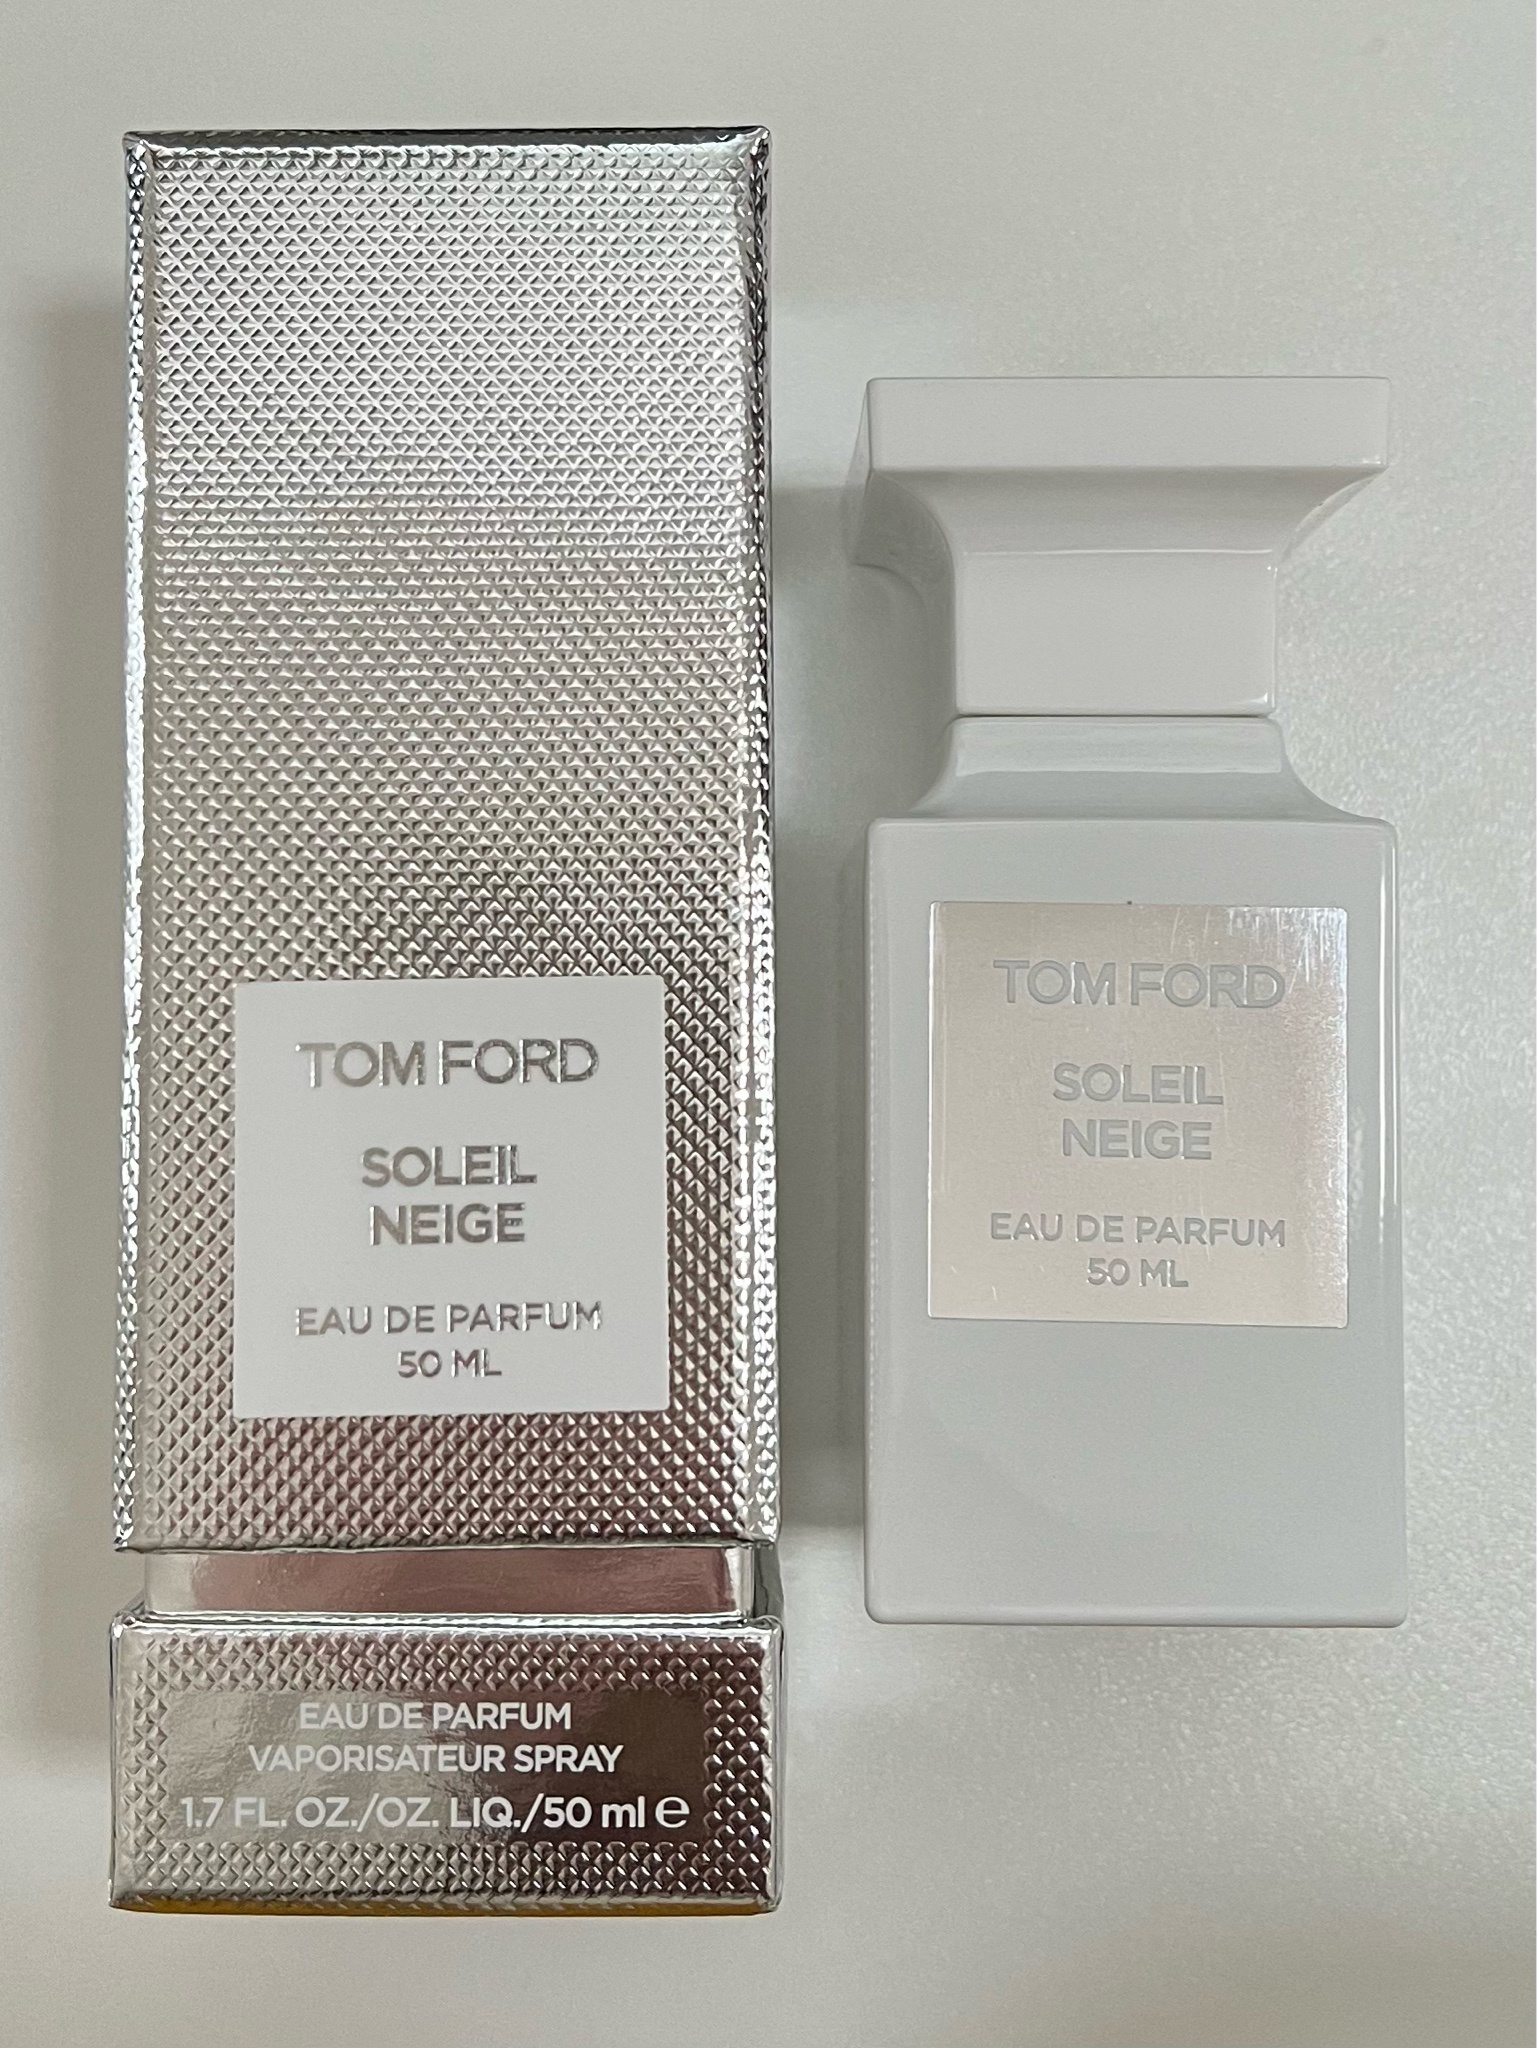 TOM FORD
SOLEIL
NEIGE
EAU DE PARFUM
50 ML
EAU DE PARFUM
VAPORISATEUR SPRAY
1.7 FL. OZ./OZ. LIQ./50 ml ℮
TOM FORD
SOLEIL
NEIGE
EAU DE PARFUM
50 ML